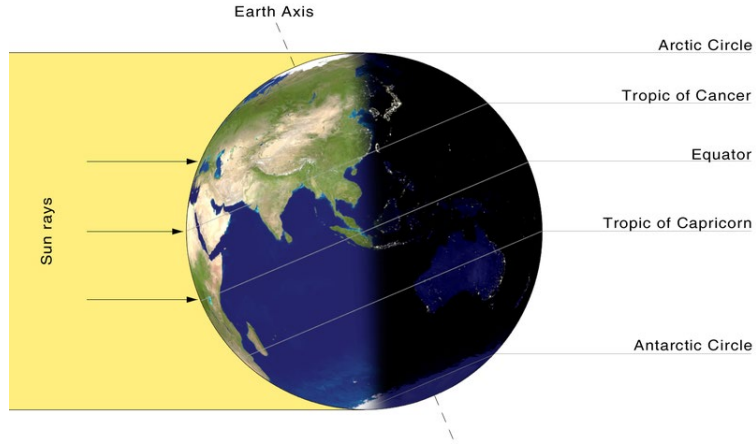 Earth Axis
Arctic Circle
Tropic of Cancer
Equator
Sun rays
Tropic of Capricorn
Antarctic Circle